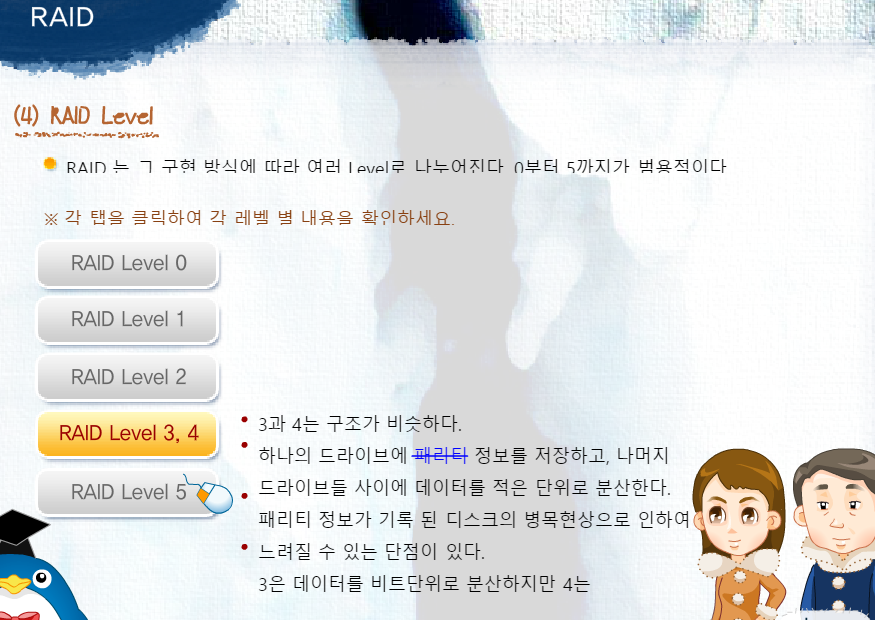 RAID
(4) RAID Level
RAID 는 그 구현 방식에 따라 여러 Level로 나누어진다. 0부터 5까지가 범용적이다
※ 각 탭을 클릭하여 각 레벨 별 내용을 확인하세요.
RAID Level 0
RAID Level 1
RAID Level 2
RAID Level 3, 4
RAID Level 5
3과 4는 구조가 비슷하다.
하나의 드라이브에 패리티 정보를 저장하고, 나머지
드라이브들 사이에 데이터를 적은 단위로 분산한다.
패리티 정보가 기록 된 디스크의 병목현상으로 인하여
느려질 수 있는 단점이 있다.
3은 데이터를 비트단위로 분산하지만 4는